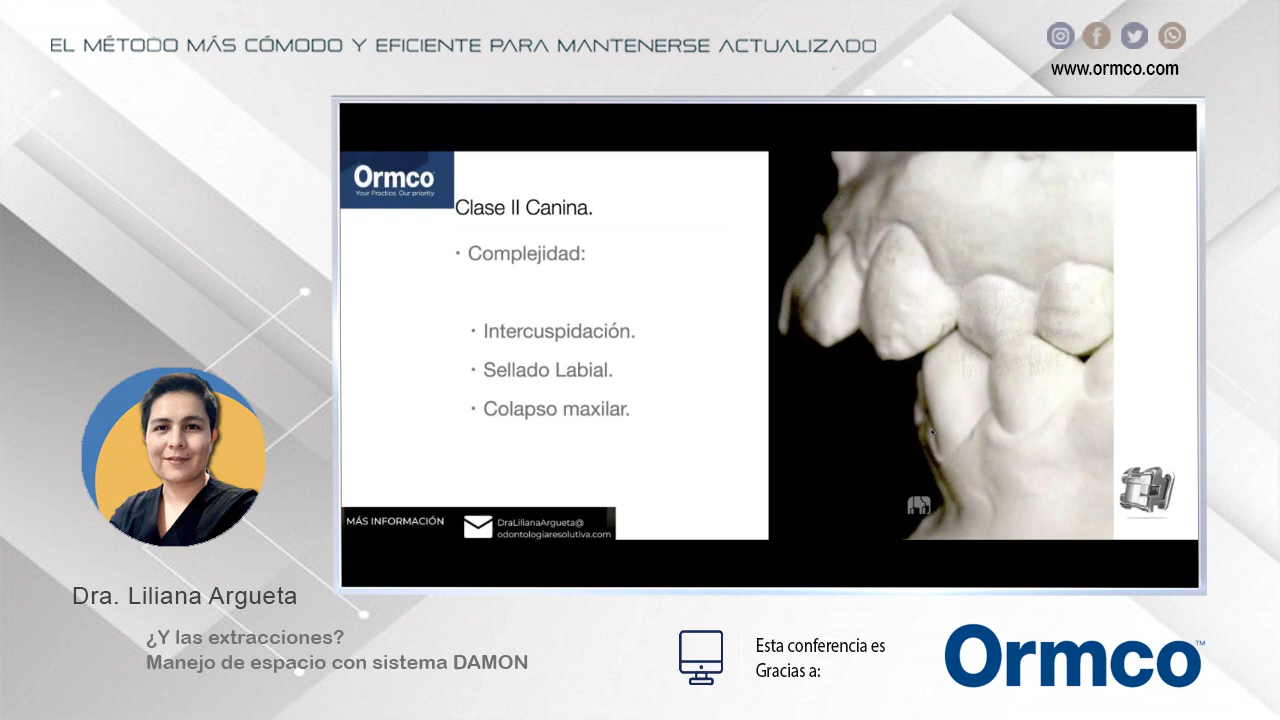 EL MÉTODO MÁS CÓMODO Y EFICIENTE PARA MANTENERSE ACTUALIZADO
www.ormco.com
Ormco
Your Practice. Our priority
Clase II Canina.
• Complejidad:
• Intercuspidación.
• Sellado Labial.
• Colapso maxilar.
MÁS INFORMACIÓN
DraLilianaArgueta@
odontologiaresolutiva.com
Dra. Liliana Argueta
¿Y las extracciones?
Manejo de espacio con sistema DAMON
Esta conferencia es
Gracias a:
Ormco™